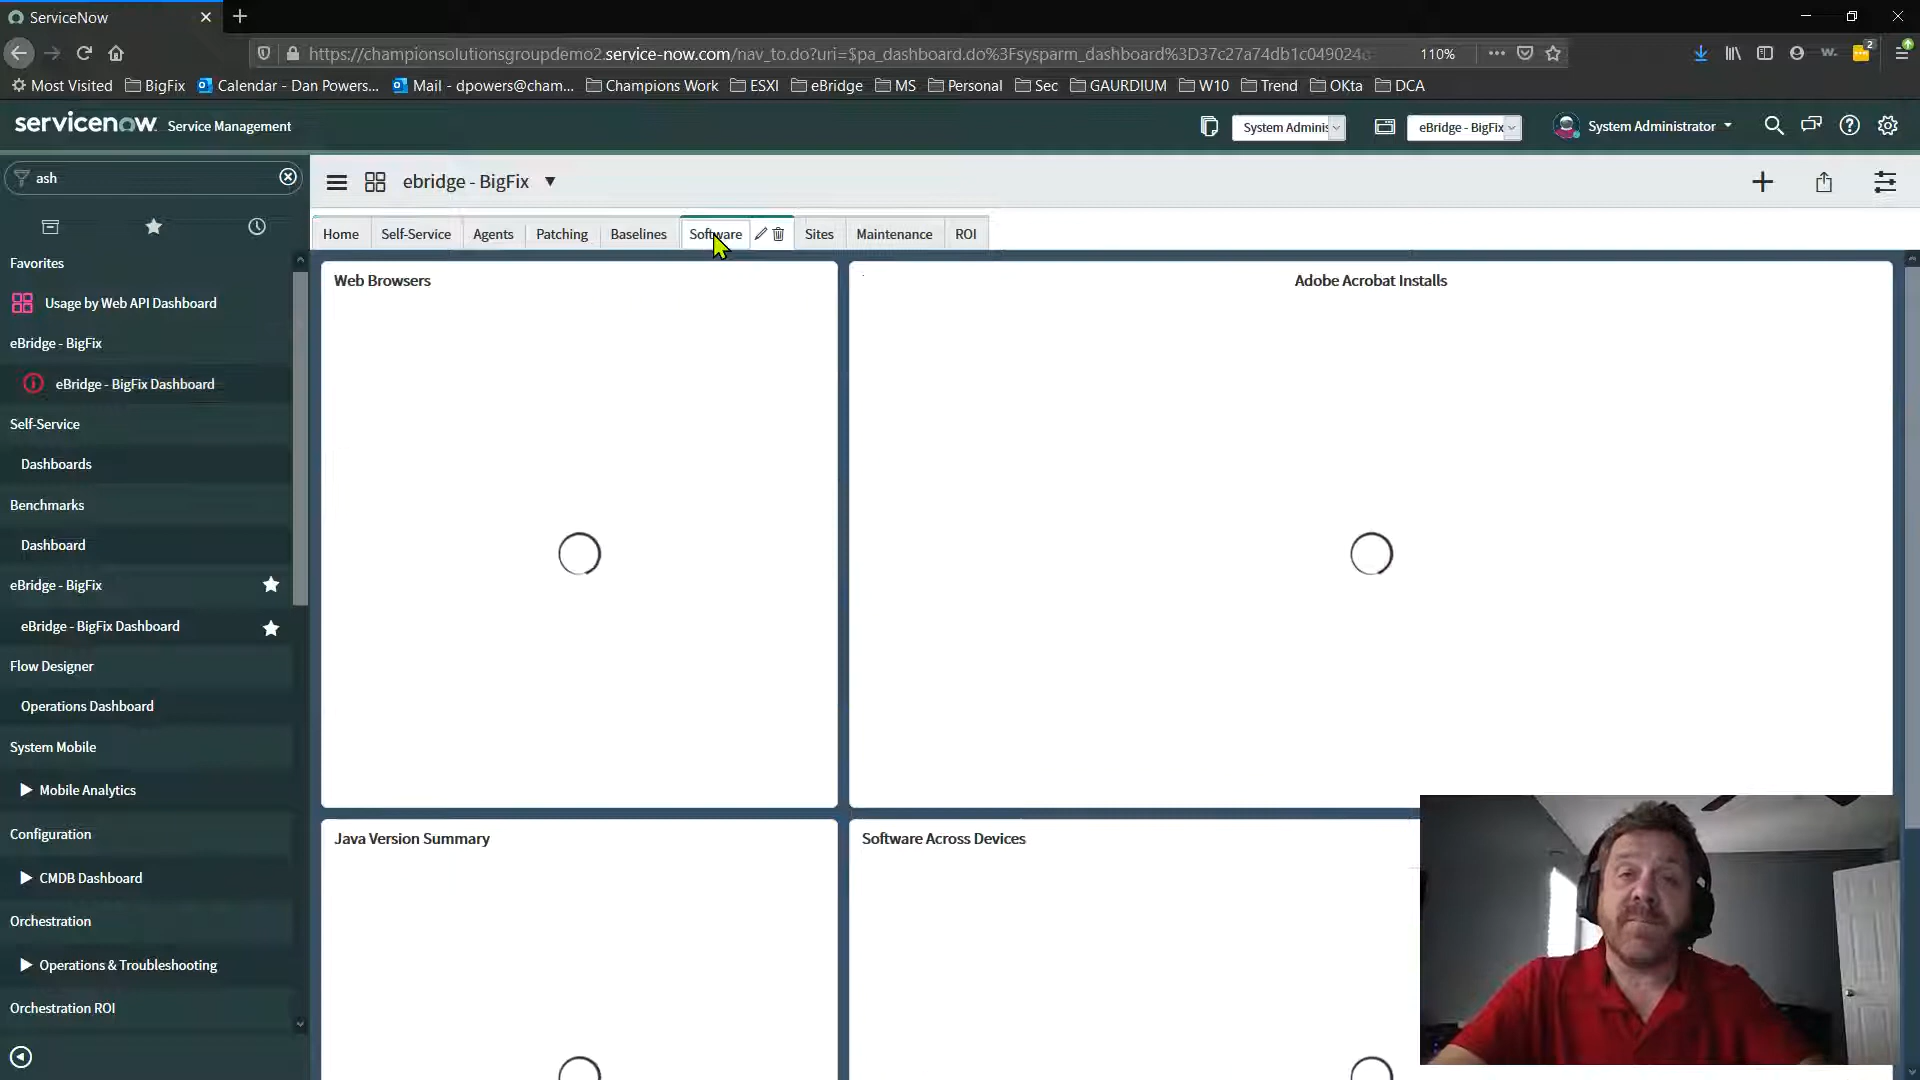 ServiceNow
https://championsolutionsgroupdemo2.service-now.com/nav_to.do?uri=$pa_dashboard.do%3Fsysparm_dashboard%3D37c27a74db1c049024
110%
2
Most Visited
BigFix
Calendar - Dan Powers...
Mail - dpowers@cham...
Champions Work
ESXI
eBridge
MS
Personal
Sec
GAURDIUM
W10
Trend
OKta
DCA
servicenow
Service Management
System Adminis
eBridge - BigFix
System Administrator
ash
ebridge - BigFix
Home
Self-Service
Agents
Patching
Baselines
Software
Sites
Maintenance
ROI
Favorites
Usage by Web API Dashboard
eBridge - BigFix
eBridge - BigFix Dashboard
Self-Service
Dashboards
Benchmarks
Dashboard
eBridge - BigFix
eBridge - BigFix Dashboard
Flow Designer
Operations Dashboard
System Mobile
Mobile Analytics
Configuration
CMDB Dashboard
Orchestration
Operations & Troubleshooting
Orchestration ROI
Web Browsers
Adobe Acrobat Installs
Java Version Summary
Software Across Devices